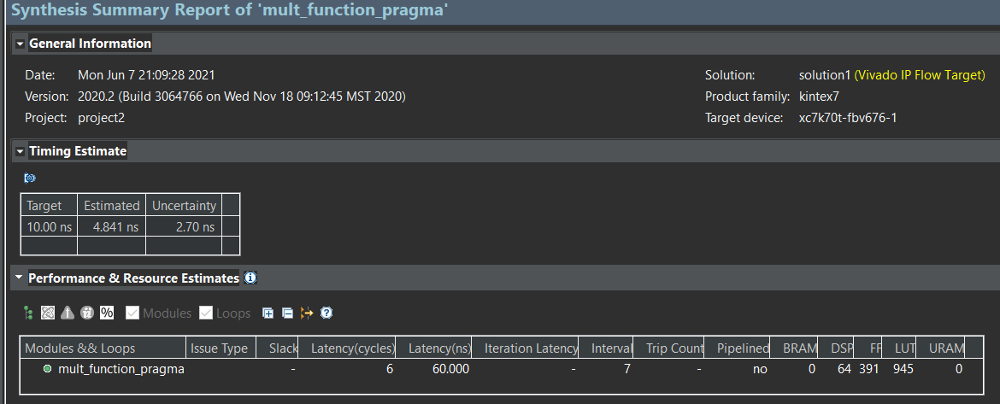 Synthesis Summary Report of 'mult_function_pragma'
General Information
Date: Mon Jun 7 21:09:28 2021 Solution: solution1 (Vivado IP Flow Target)
Version: 2020.2 (Build 3064766 on Wed Nov 18 09:12:45 MST 2020) Product family: kintex7
Project: project2 Target device: xc7k70t-fbv676-1
Timing Estimate
Target Estimated Uncertainty
10.00 ns 4.841 ns 2.70 ns
Performance & Resource Estimates
% Modules Loops
Modules && Loops Issue Type Slack Latency(cycles) Latency(ns) Iteration Latency Interval Trip Count Pipelined BRAM DSP FF LUT URAM
mult_function_pragma - 6 60.000 - 7 - no 0 64 391 945 0